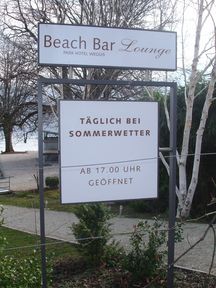 Beach Bar Lounge
PARK HOTEL WEGGIS
TÄGLICH BEI
SOMMERWETTER
AB 17.00 UHR
GEÖFFNET